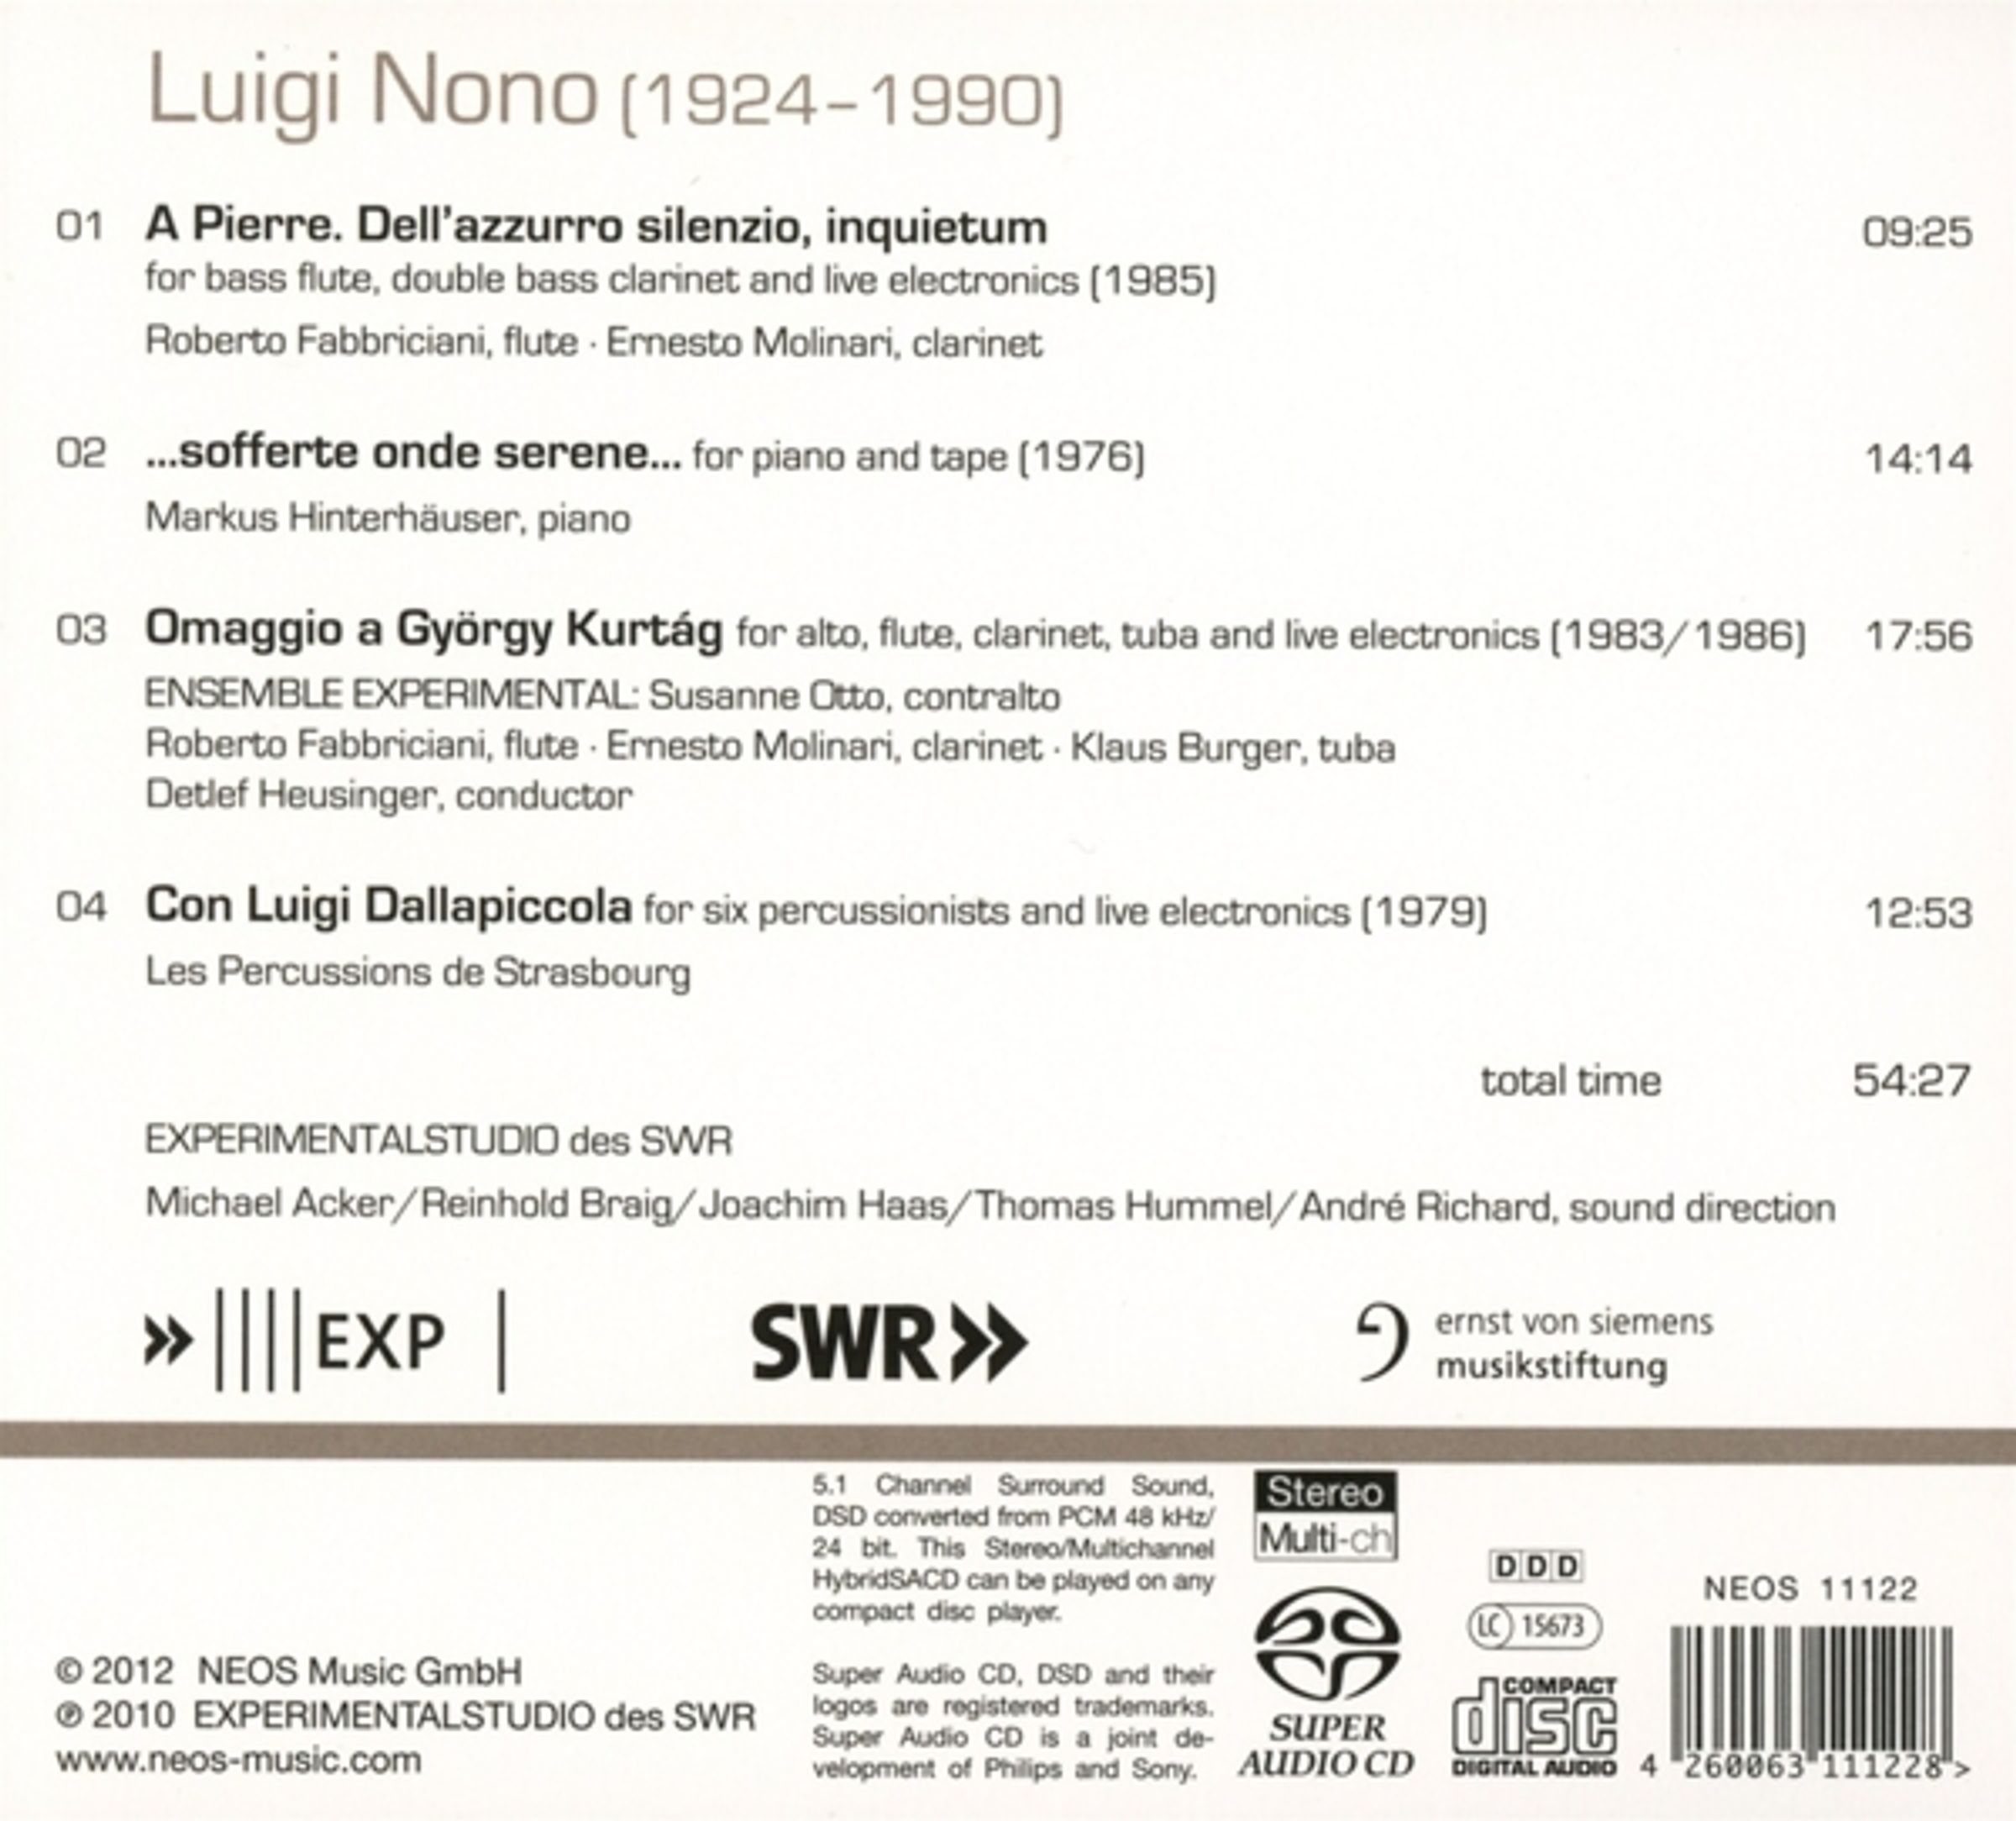 Luigi Nono (1924–1990)
01 A Pierre. Dell'azzurro silenzio, inquietum 09:25
for bass flute, double bass clarinet and live electronics (1985)
Roberto Fabbriciani, flute · Ernesto Molinari, clarinet
02 ...sofferte onde serene... for piano and tape (1976) 14:14
Markus Hinterhäuser, piano
03 Omaggio a György Kurtág for alto, flute, clarinet, tuba and live electronics (1983/1986) 17:56
ENSEMBLE EXPERIMENTAL: Susanne Otto, contralto
Roberto Fabbriciani, flute · Ernesto Molinari, clarinet · Klaus Burger, tuba
Detlef Heusinger, conductor
04 Con Luigi Dallapiccola for six percussionists and live electronics (1979) 12:53
Les Percussions de Strasbourg
total time 54:27
EXPERIMENTALSTUDIO des SWR
Michael Acker/Reinhold Braig/Joachim Haas/Thomas Hummel/André Richard, sound direction
» EXP
SWR»
ernst von siemens
musikstiftung
© 2012 NEOS Music GmbH
℗ 2010 EXPERIMENTALSTUDIO des SWR
www.neos-music.com
5.1 Channel Surround Sound,
DSD converted from PCM 48 kHz/
24 bit. This Stereo/Multichannel
HybridSACD can be played on any
compact disc player.
Super Audio CD, DSD and their
logos are registered trademarks.
Super Audio CD is a joint de-
velopment of Philips and Sony.
Stereo
Multi-ch
SUPER
AUDIO CD
DDD
LC 15673
COMPACT
disc
DIGITAL AUDIO
NEOS 11122
4 260063 111228 >